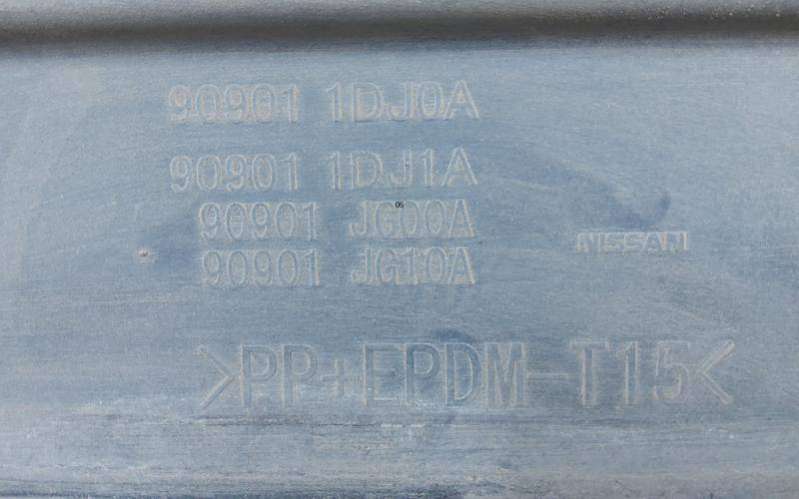 90901 1DJ0A
90901 1DJ1A
90901 JG00A
90901 JG10A
NISSAN
>PP+EPDM-T15<